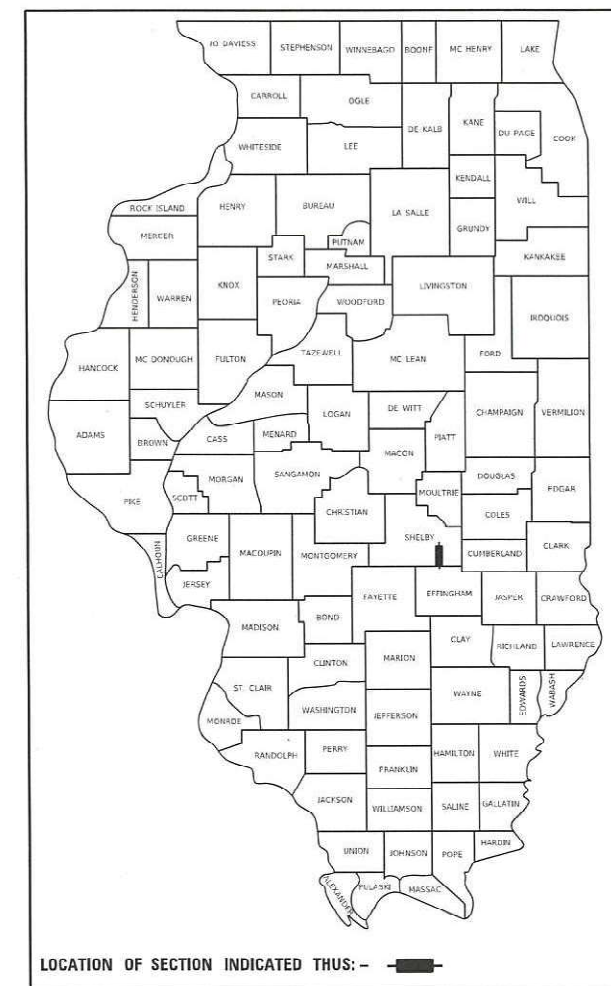 JO DAVIESS STEPHENSON WINNEBAGO BOONE MC HENRY LAKE
CARROLL OGLE DE KALB KANE DU PAGE COOK
WHITESIDE LEE
KENDALL WILL
ROCK ISLAND HENRY BUREAU LA SALLE GRUNDY
MERCER PUTNAM
STARK MARSHALL KANKAKEE
HENDERSON WARREN KNOX PEORIA WOODFORD LIVINGSTON
IROQUOIS
HANCOCK MC DONOUGH FULTON TAZEWELL MC LEAN FORD
MASON
SCHUYLER LOGAN DE WITT CHAMPAIGN VERMILION
ADAMS BROWN CASS MENARD MACON PIATT
PIKE SCOTT MORGAN SANGAMON MOULTRIE DOUGLAS EDGAR
CHRISTIAN COLES
CALHOUN GREENE MACOUPIN MONTGOMERY SHELBY CUMBERLAND CLARK
JERSEY FAYETTE EFFINGHAM JASPER CRAWFORD
MADISON BOND
CLAY RICHLAND LAWRENCE
CLINTON MARION
ST. CLAIR WAYNE EDWARDS WABASH
MONROE WASHINGTON JEFFERSON
RANDOLPH PERRY HAMILTON WHITE
FRANKLIN
JACKSON WILLIAMSON SALINE GALLATIN
UNION JOHNSON POPE HARDIN
ALEXANDER PULASKI MASSAC
LOCATION OF SECTION INDICATED THUS: –